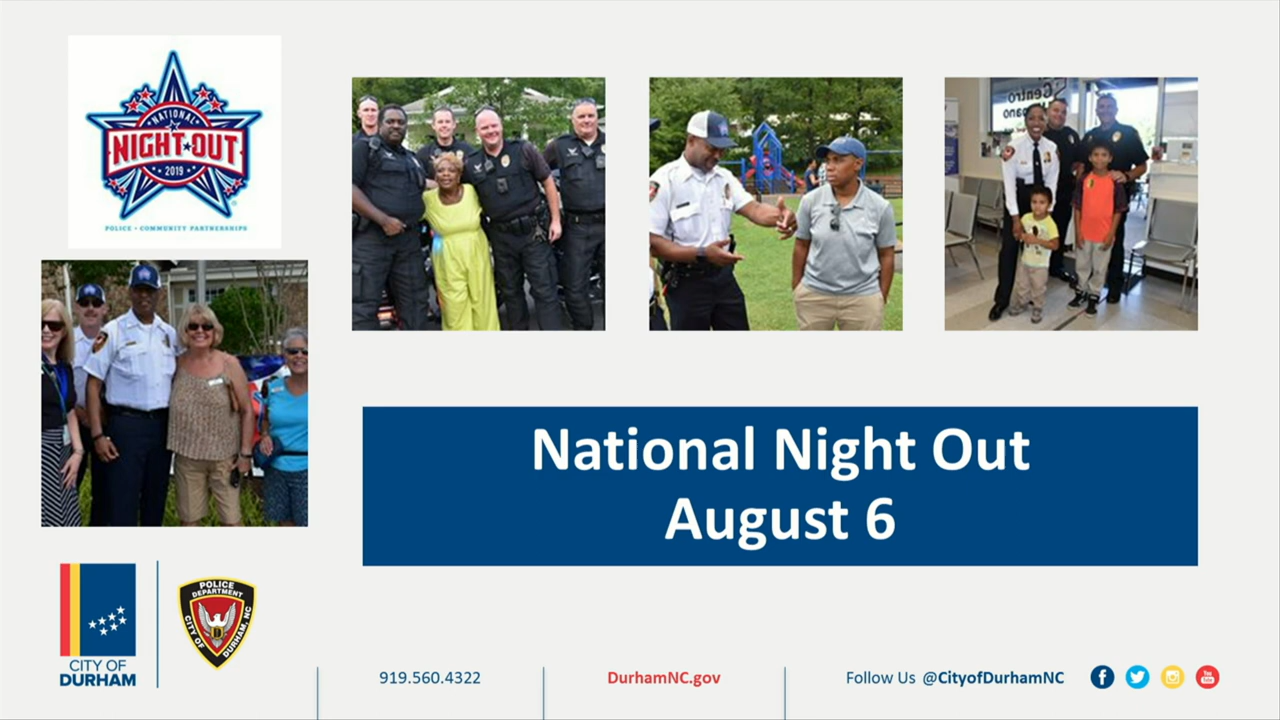 NATIONAL
NIGHT OUT
2019
POLICE • COMMUNITY PARTNERSHIPS
Centro
National Night Out
August 6
CITY OF
DURHAM
POLICE
DEPARTMENT
CITY OF
DURHAM, NC
919.560.4322
DurhamNC.gov
Follow Us @CityofDurhamNC